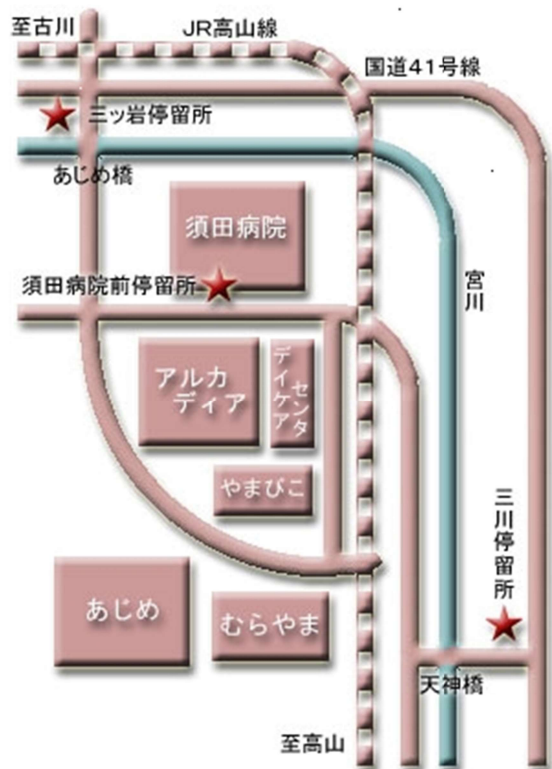 至古川
JR高山線
国道41号線
三ッ岩停留所
あじめ橋
須田病院
須田病院前停留所
宮川
アルカ
ディア
デイケア
センタ
やまびこ
三川停留所
あじめ
むらやま
天神橋
至高山